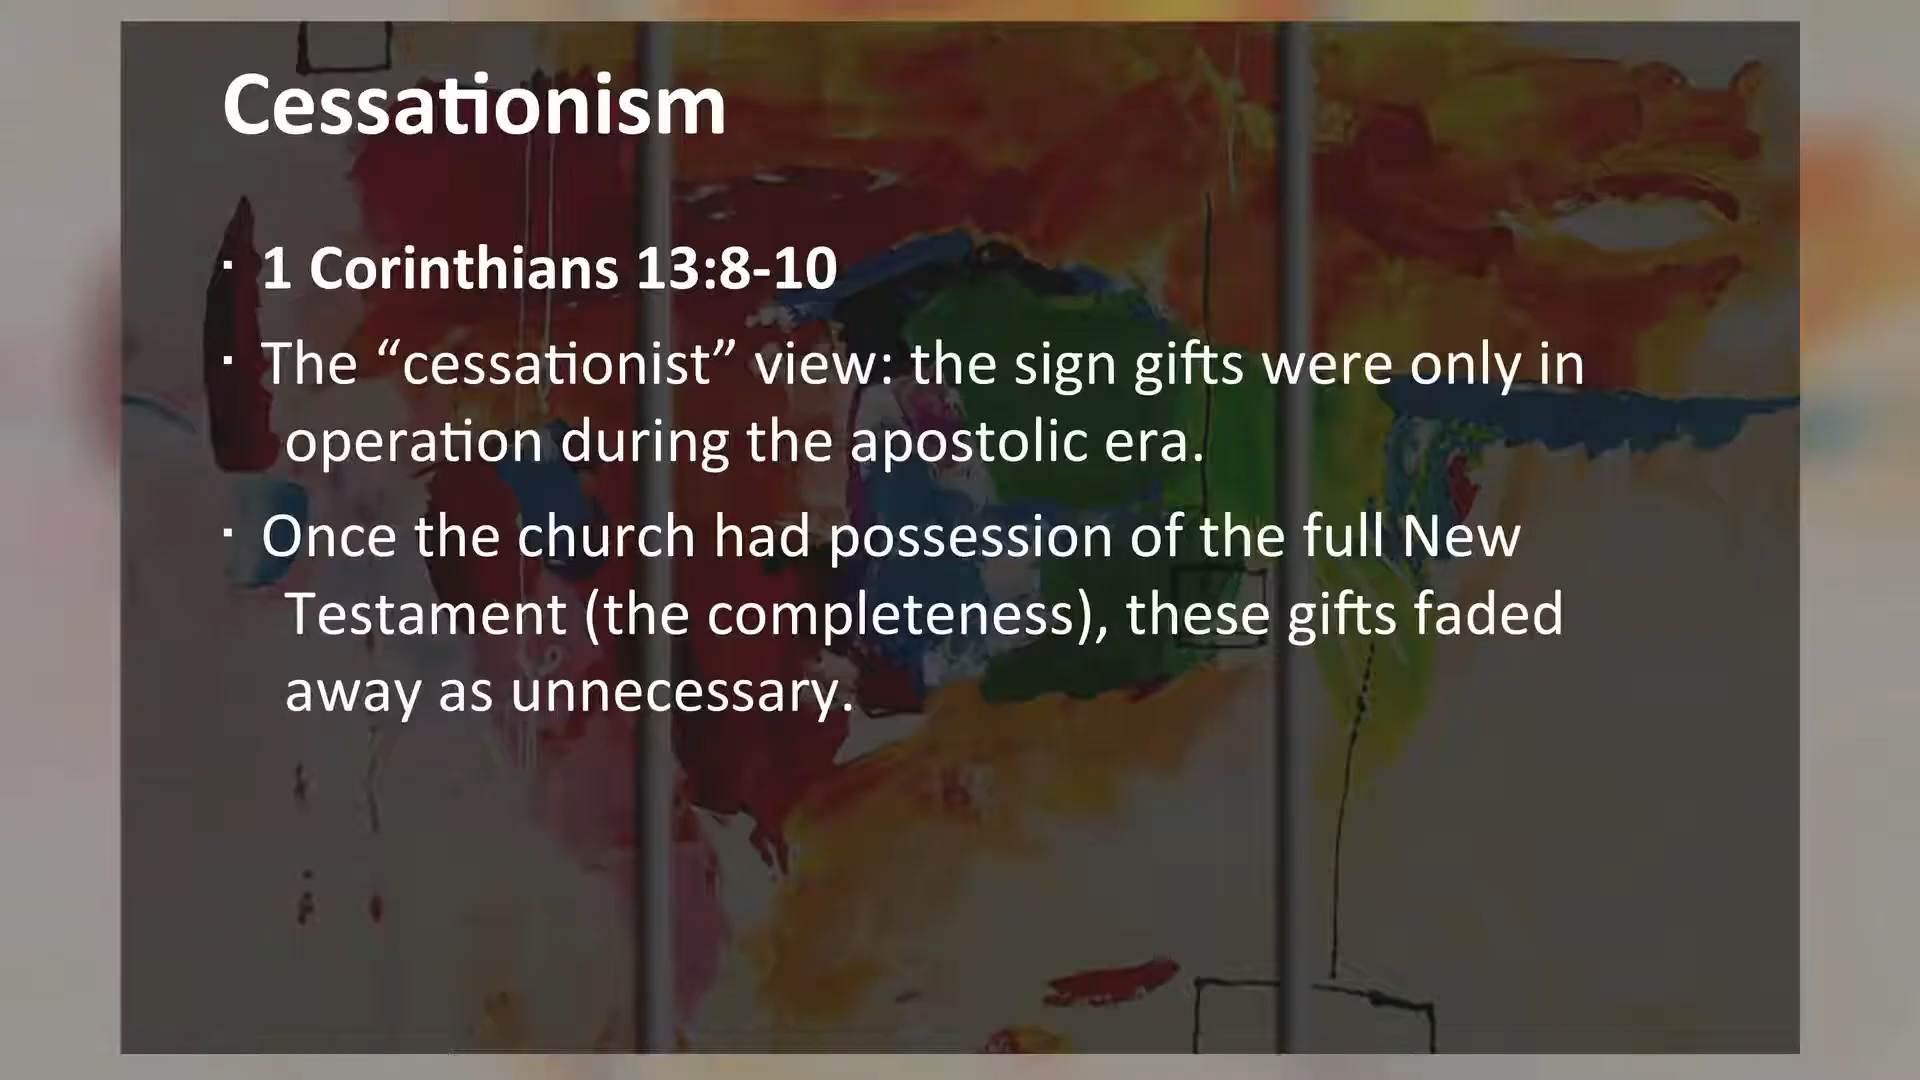 Cessationism
· 1 Corinthians 13:8-10
· The “cessationist” view: the sign gifts were only in
operation during the apostolic era.
· Once the church had possession of the full New
Testament (the completeness), these gifts faded
away as unnecessary.